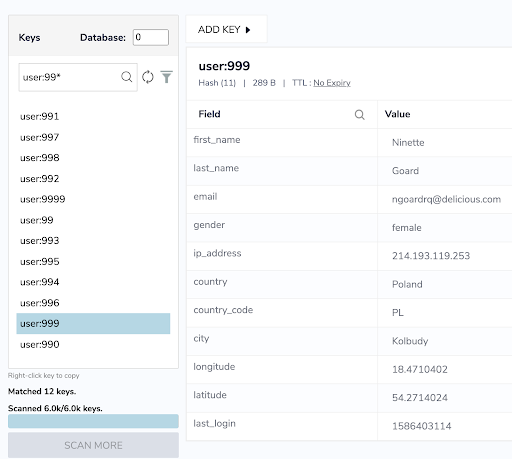 Keys Database: 0
user:99*
user:991
user:997
user:998
user:992
user:9999
user:99
user:993
user:995
user:994
user:996
user:999
user:990
Right-click key to copy
Matched 12 keys.
Scanned 6.0k/6.0k keys.
SCAN MORE
ADD KEY
user:999
Hash (11) | 289 B | TTL : No Expiry
Field Value
first_name Ninette
last_name Goard
email ngoardrq@delicious.com
gender female
ip_address 214.193.119.253
country Poland
country_code PL
city Kolbudy
longitude 18.4710402
latitude 54.2714024
last_login 1586403114